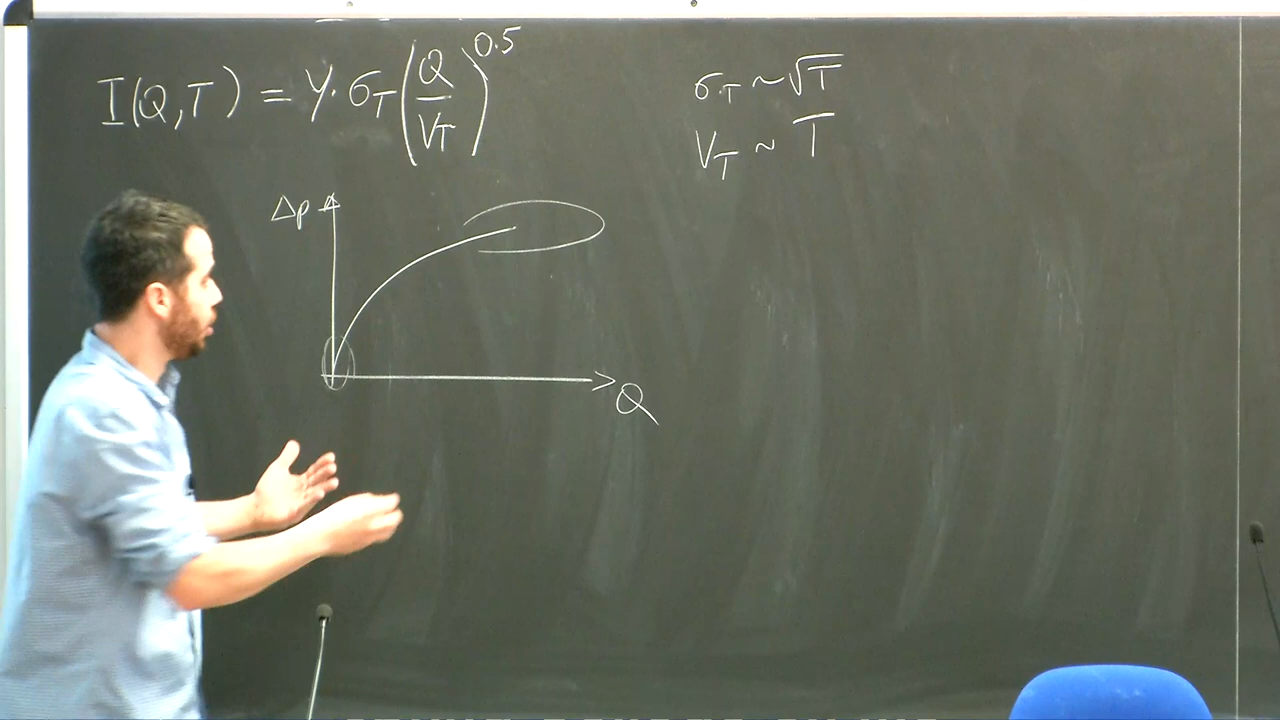 I(Q,T) = Y·σ_T(Q/V_T)^0.5
σ_T ~ √T
V_T ~ T
Δp
Q